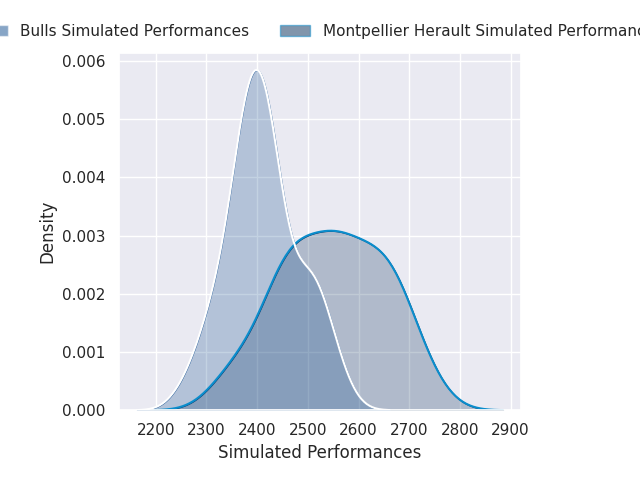 Bulls Simulated Performances
Montpellier Herault Simulated
0.006
0.005
0.004
0.003
0.002
0.001
0.000
Density
2200 2300 2400 2500 2600 2700 2800 2900
Simulated Performances